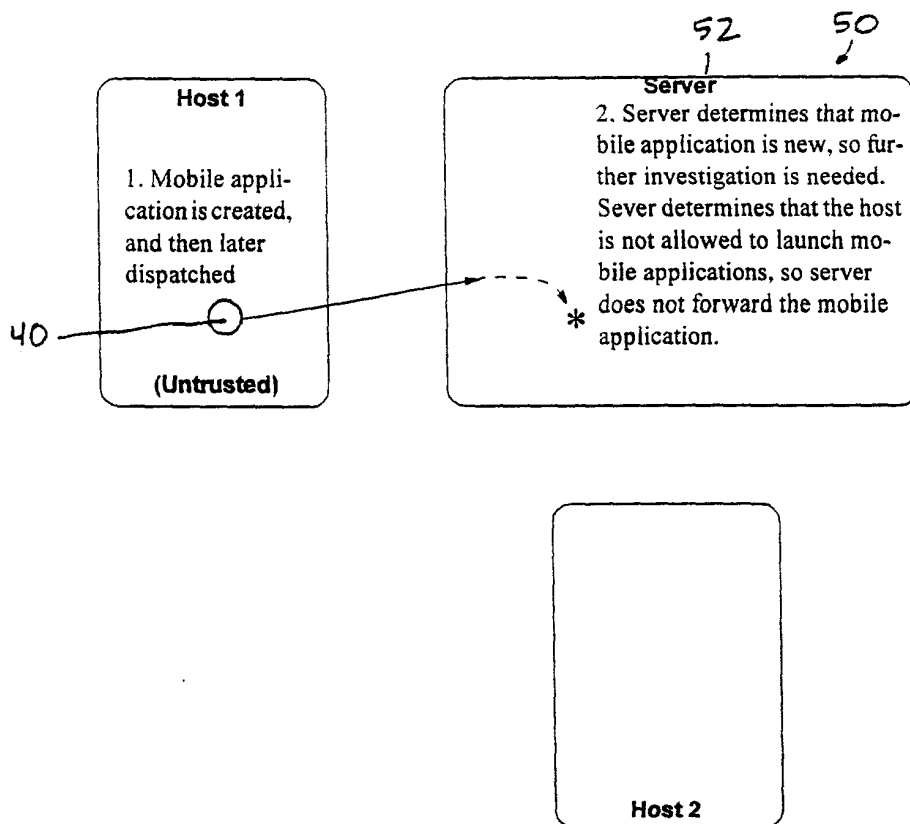 52
50
Host 1
1. Mobile appli-
cation is created,
and then later
dispatched
40
(Untrusted)
Server
2. Server determines that mo-
bile application is new, so fur-
ther investigation is needed.
Sever determines that the host
is not allowed to launch mo-
bile applications, so server
does not forward the mobile
application.
*
Host 2